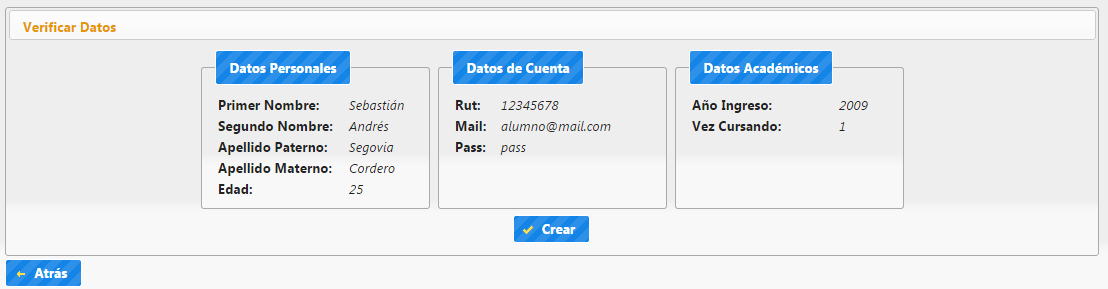 Verificar Datos
Datos Personales
Primer Nombre: Sebastián
Segundo Nombre: Andrés
Apellido Paterno: Segovia
Apellido Materno: Cordero
Edad: 25
Datos de Cuenta
Rut: 12345678
Mail: alumno@mail.com
Pass: pass
Datos Académicos
Año Ingreso: 2009
Vez Cursando: 1
Crear
Atrás